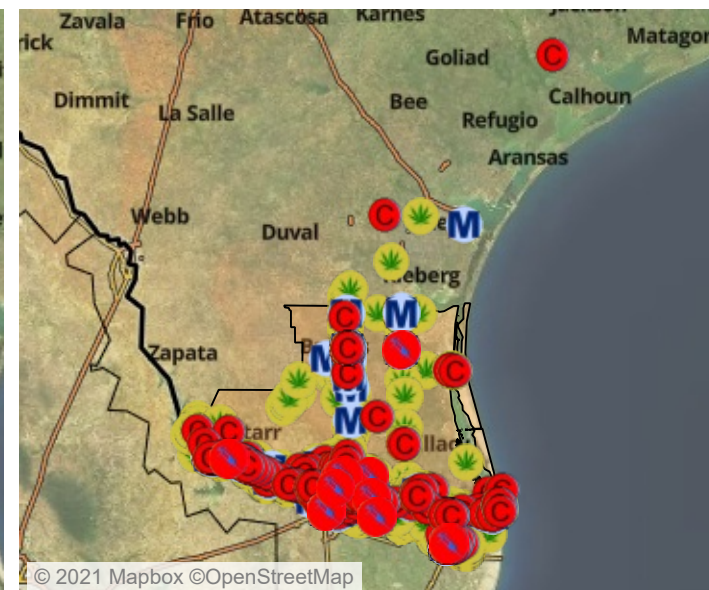 Zavala
Frio
Atascosa
Karnes
rick
Goliad
Matagor
Dimmit
La Salle
Bee
Calhoun
Refugio
Aransas
Webb
Duval
Zapata
C
C
M
M
C
C
C
C
M
M
C
C
C
C
C
C
C
C
C
© 2021 Mapbox ©OpenStreetMap